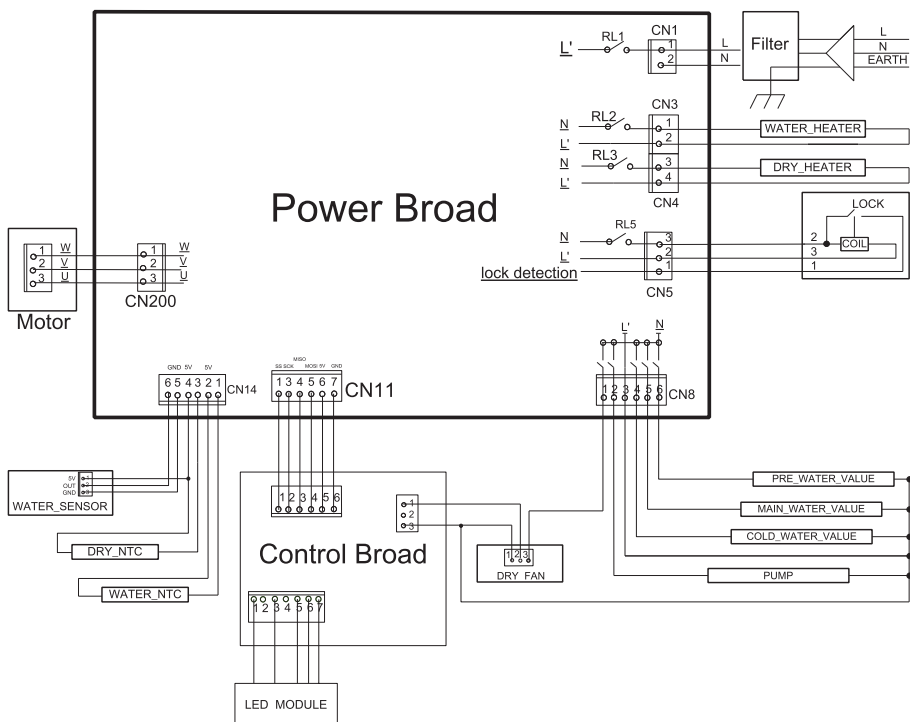 CN1
L' RL1 1 L Filter L
2 N N
EARTH
CN3
N RL2 1 WATER_HEATER
L' 2
N RL3 3 DRY_HEATER
L' 4
CN4
Power Broad
LOCK
N RL5 3 2 COIL
L' 2 3
lock detection 1 1
CN5
1 W 1 W
2 V 2 V
3 U 3 U
CN200
Motor
L' N
MISO
GND 5V 5V
SS SCK MOSI 5V GND
6 5 4 3 2 1 CN14
1 3 4 5 6 7 CN11
1 2 3 4 5 6 CN8
5V 1
OUT 2
GND 3
WATER_SENSOR
1 2 3 4 5 6
1
2
3
PRE_WATER_VALUE
MAIN_WATER_VALUE
COLD_WATER_VALUE
DRY_NTC
Control Broad
1 2 3
DRY FAN
PUMP
WATER_NTC
1 2 3 4 5 6 7
LED MODULE